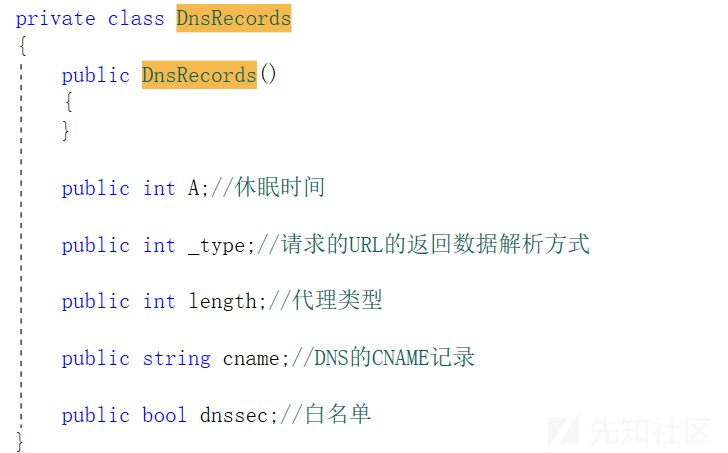 private class DnsRecords
{
public DnsRecords()
{
}
public int A;//休眠时间
public int _type;//请求的URL的返回数据解析方式
public int length;//代理类型
public string cname;//DNS的CNAME记录
public bool dnssec;//白名单
}
先知社区